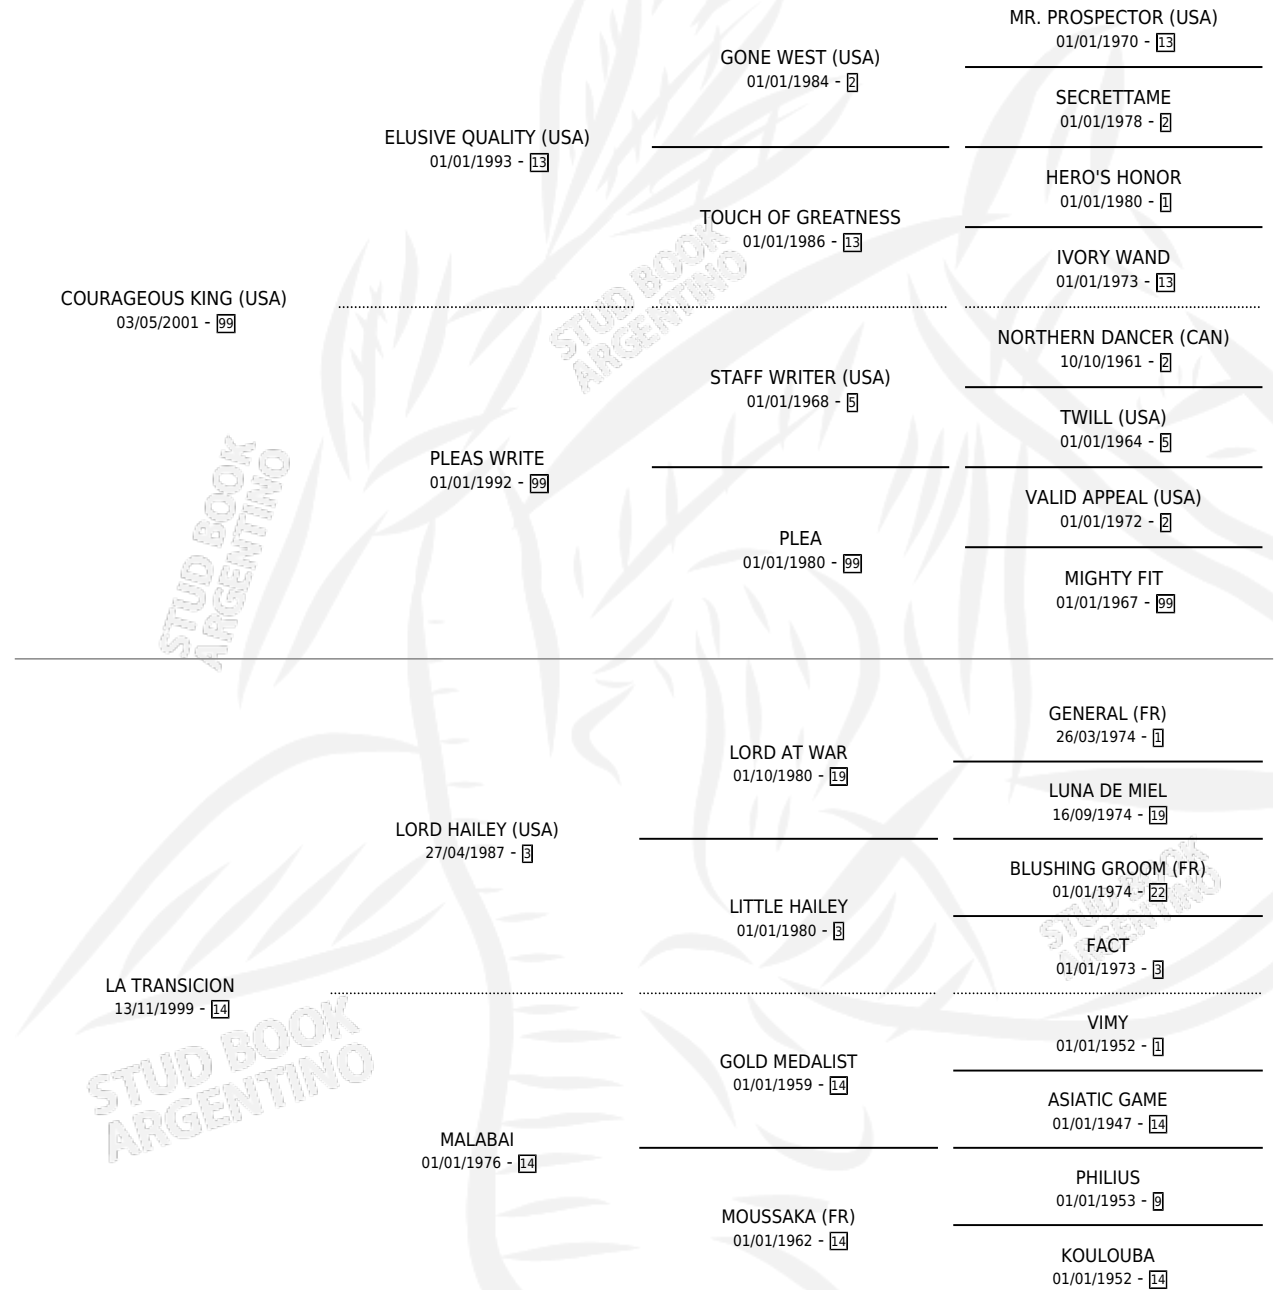 MR. PROSPECTOR (USA)
01/01/1970 - 13
GONE WEST (USA)
01/01/1984 - 2
SECRETTAME
01/01/1978 - 2
ELUSIVE QUALITY (USA)
01/01/1993 - 13
HERO'S HONOR
01/01/1980 - 1
TOUCH OF GREATNESS
01/01/1986 - 13
IVORY WAND
01/01/1973 - 13
COURAGEOUS KING (USA)
03/05/2001 - 99
STUD BOOK
ARGENTINO
NORTHERN DANCER (CAN)
10/10/1961 - 2
STAFF WRITER (USA)
01/01/1968 - 5
TWILL (USA)
01/01/1964 - 5
PLEAS WRITE
01/01/1992 - 99
VALID APPEAL (USA)
01/01/1972 - 2
PLEA
01/01/1980 - 99
MIGHTY FIT
01/01/1967 - 99
STUD BOOK
ARGENTINO
GENERAL (FR)
26/03/1974 - 1
LORD AT WAR
01/10/1980 - 19
LUNA DE MIEL
16/09/1974 - 19
LORD HAILEY (USA)
27/04/1987 - 3
BLUSHING GROOM (FR)
01/01/1974 - 22
LITTLE HAILEY
01/01/1980 - 3
STUD BOOK
ARGENTINO
FACT
01/01/1973 - 3
LA TRANSICION
13/11/1999 - 14
STUD BOOK
ARGENTINO
VIMY
01/01/1952 - 1
GOLD MEDALIST
01/01/1959 - 14
ASIATIC GAME
01/01/1947 - 14
MALABAI
01/01/1976 - 14
PHILIUS
01/01/1953 - 9
MOUSSAKA (FR)
01/01/1962 - 14
KOULOUBA
01/01/1952 - 14